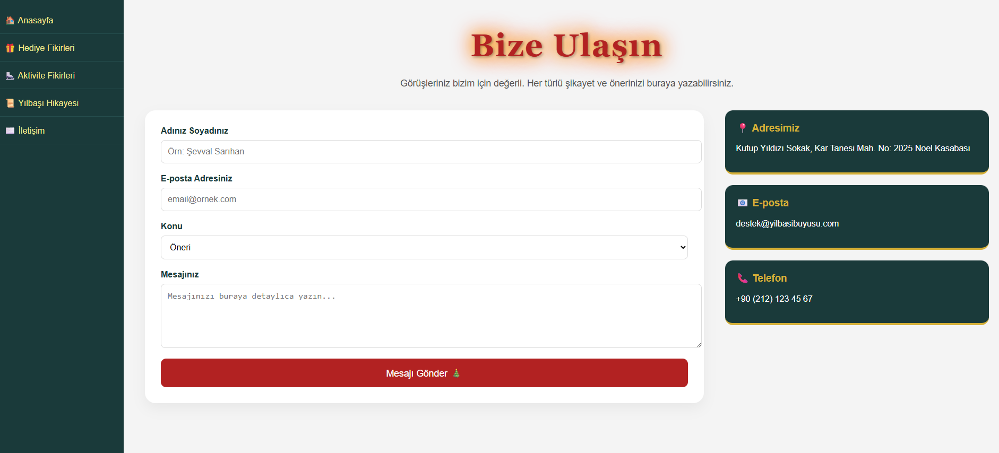 Anasayfa
Hediye Fikirleri
Aktivite Fikirleri
Yılbaşı Hikayesi
İletişim
Bize Ulaşın
Görüşleriniz bizim için değerli. Her türlü şikayet ve önerinizi buraya yazabilirsiniz.
Adınız Soyadınız
Örn: Şevval Sarıhan
E-posta Adresiniz
email@ornek.com
Konu
Öneri
Mesajınız
Mesajınızı buraya detaylıca yazın...
Mesajı Gönder
Adresimiz
Kutup Yıldızı Sokak, Kar Tanesi Mah. No: 2025 Noel Kasabası
E-posta
destek@yilbasibuyusu.com
Telefon
+90 (212) 123 45 67